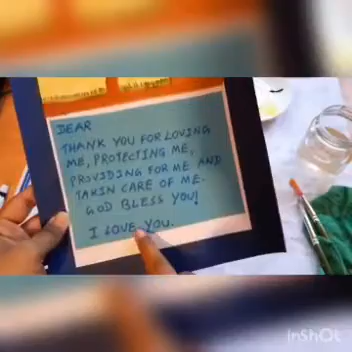 DEAR
THANK YOU FOR LOVING
ME, PROTECTING ME,
PROVIDING FOR ME AND
TAKIN CARE OF ME.
GOD BLESS YOU!
I LOVE YOU.
InShOt